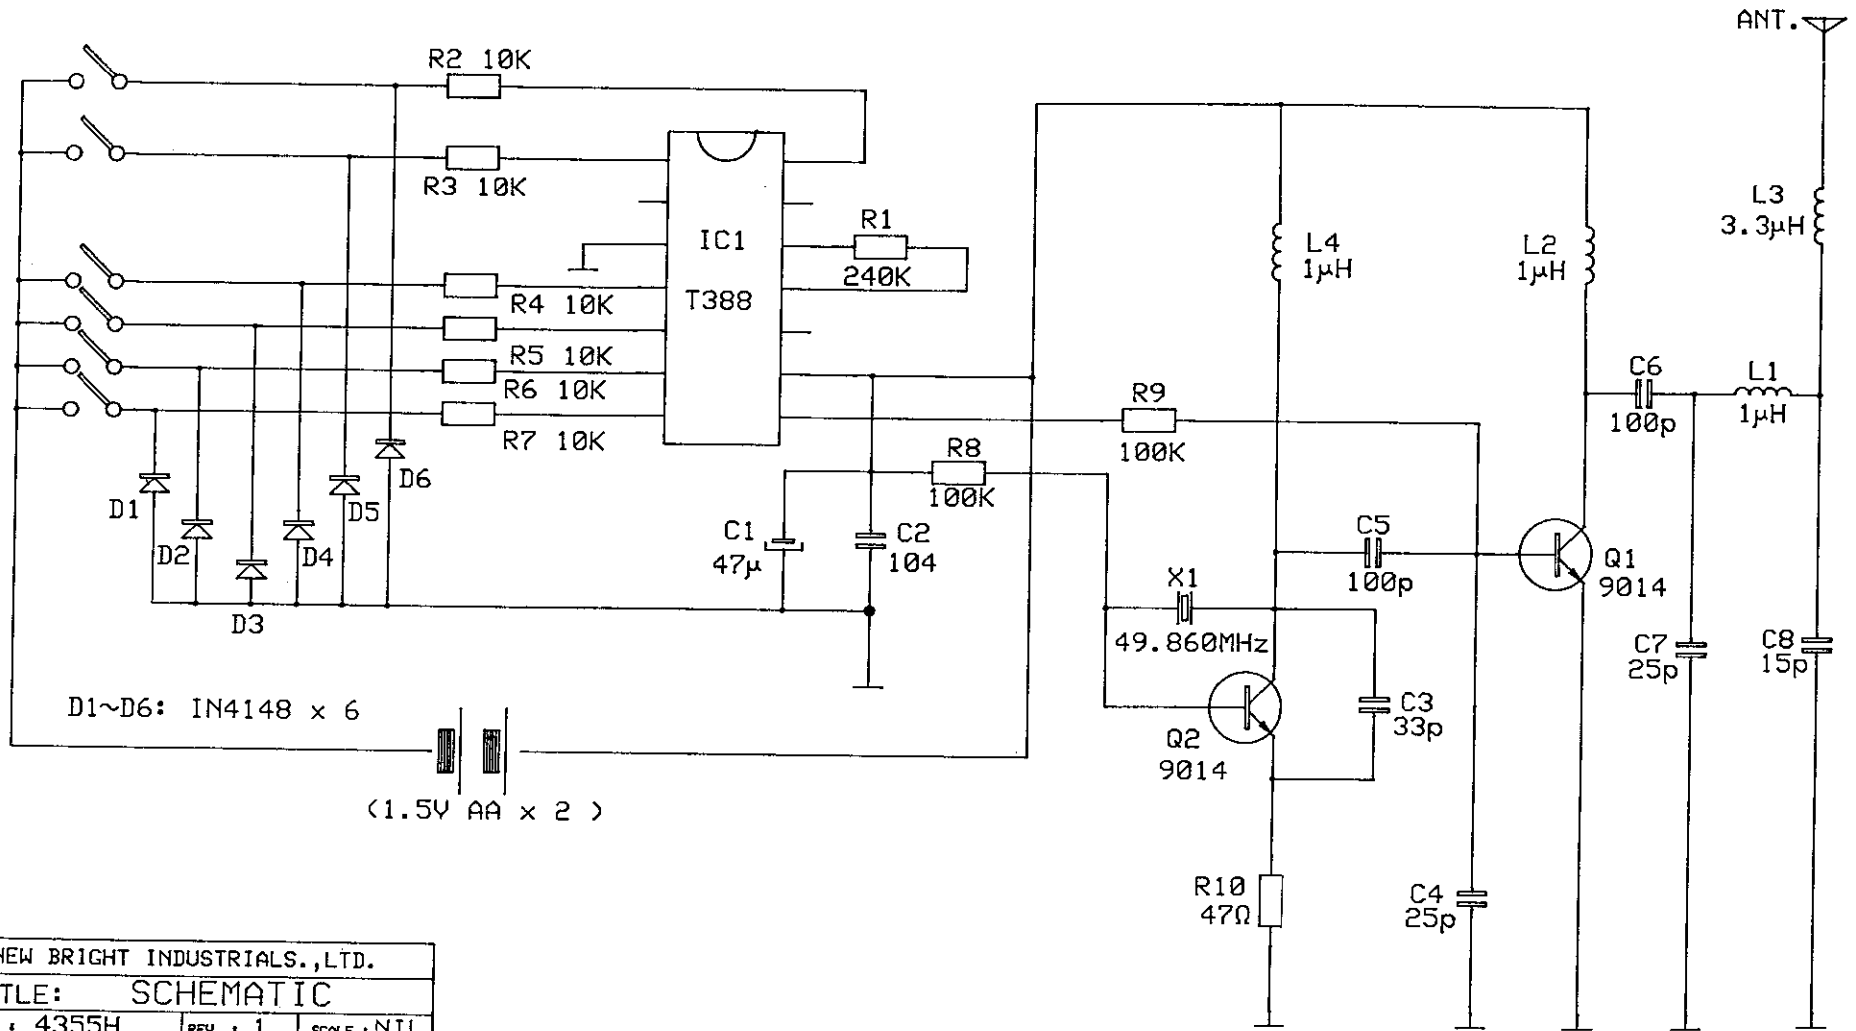 ANT.
R2 10K
R3 10K
IC1
T388
R1
240K
R4 10K
R5 10K
R6 10K
R7 10K
L4
1µH
L2
1µH
L3
3.3µH
C6
100p
L1
1µH
R9
100K
R8
100K
D1
D2
D3
D4
D5
D6
C1
47µ
C2
104
C5
100p
Q1
9014
X1
49.860MHz
C7
25p
C8
15p
Q2
9014
C3
33p
D1~D6: IN4148 x 6
(1.5V AA x 2 )
R10
47Ω
C4
25p
NEW BRIGHT INDUSTRIALS.,LTD.
TLE: SCHEMATIC
: 4355H REV : 1 SCALE : NIL